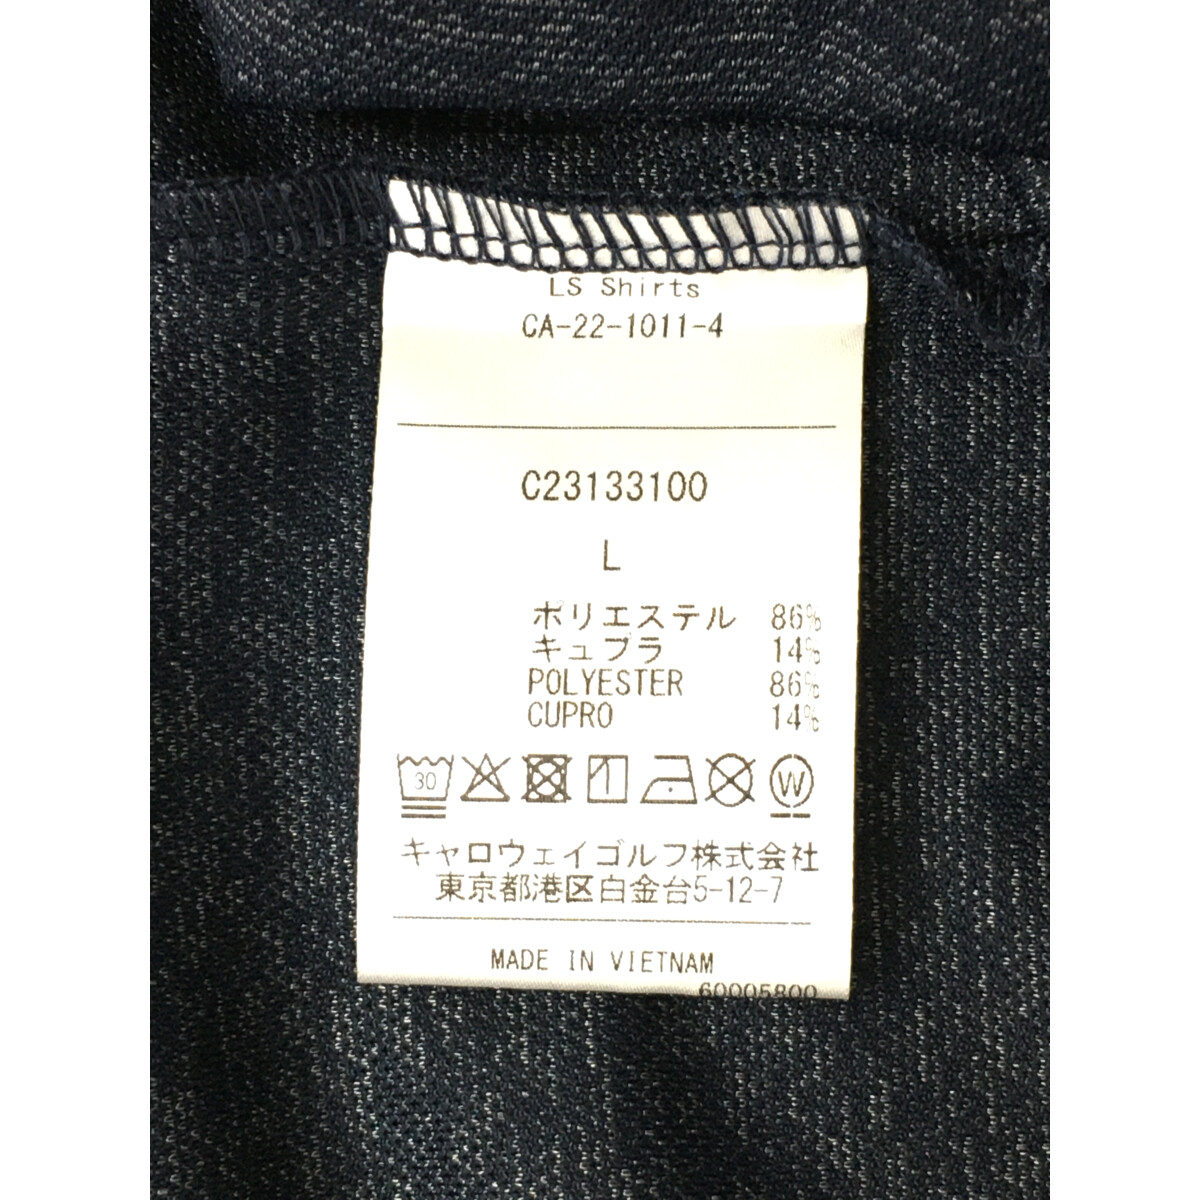 LS Shirts
CA-22-1011-4
C23133100
L
ポリエステル 86%
キュプラ 14%
POLYESTER 86%
CUPRO 14%
30 W
キャロウェイゴルフ株式会社
東京都港区白金台5-12-7
MADE IN VIETNAM
60005800